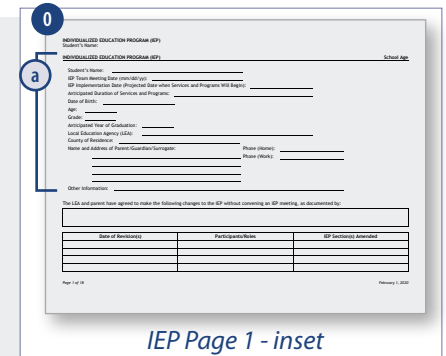 0
INDIVIDUALIZED EDUCATION PROGRAM (IEP)
Student's Name:
INDIVIDUALIZED EDUCATION PROGRAM (IEP) School Age
a
Student's Name:
IEP Team Meeting Date (mm/dd/yy):
IEP Implementation Date (Projected Date when Services and Programs Will Begin):
Anticipated Duration of Services and Programs:
Date of Birth:
Age:
Grade:
Anticipated Year of Graduation:
Local Education Agency (LEA):
County of Residence:
Name and Address of Parent/Guardian/Surrogate: Phone (Home):
Phone (Work):
Other Information:
The LEA and parent have agreed to make the following changes to the IEP without convening an IEP meeting, as documented by:
Date of Revision(s) Participants/Roles IEP Section(s) Amended
Page 1 of 18 February 1, 2020
IEP Page 1 - inset